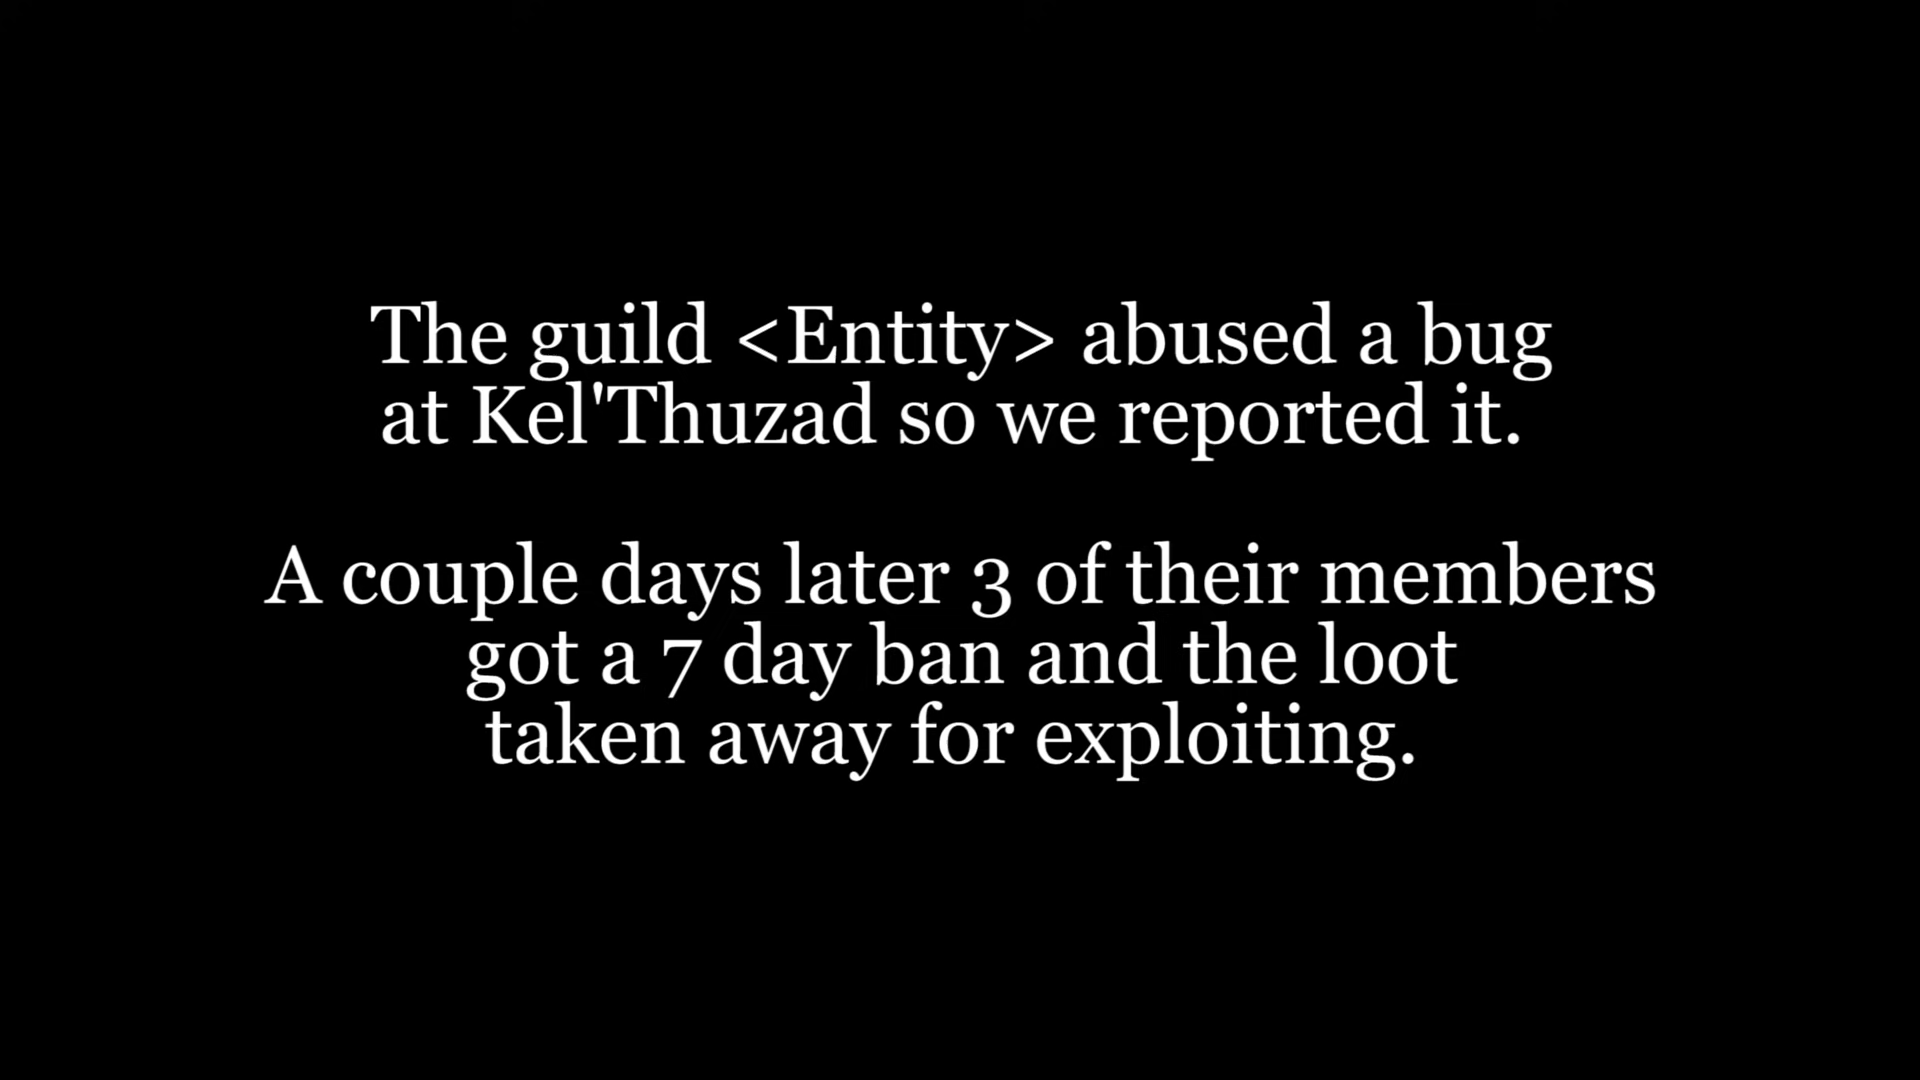 The guild <Entity> abused a bug
at Kel'Thuzad so we reported it.
A couple days later 3 of their members
got a 7 day ban and the loot
taken away for exploiting.